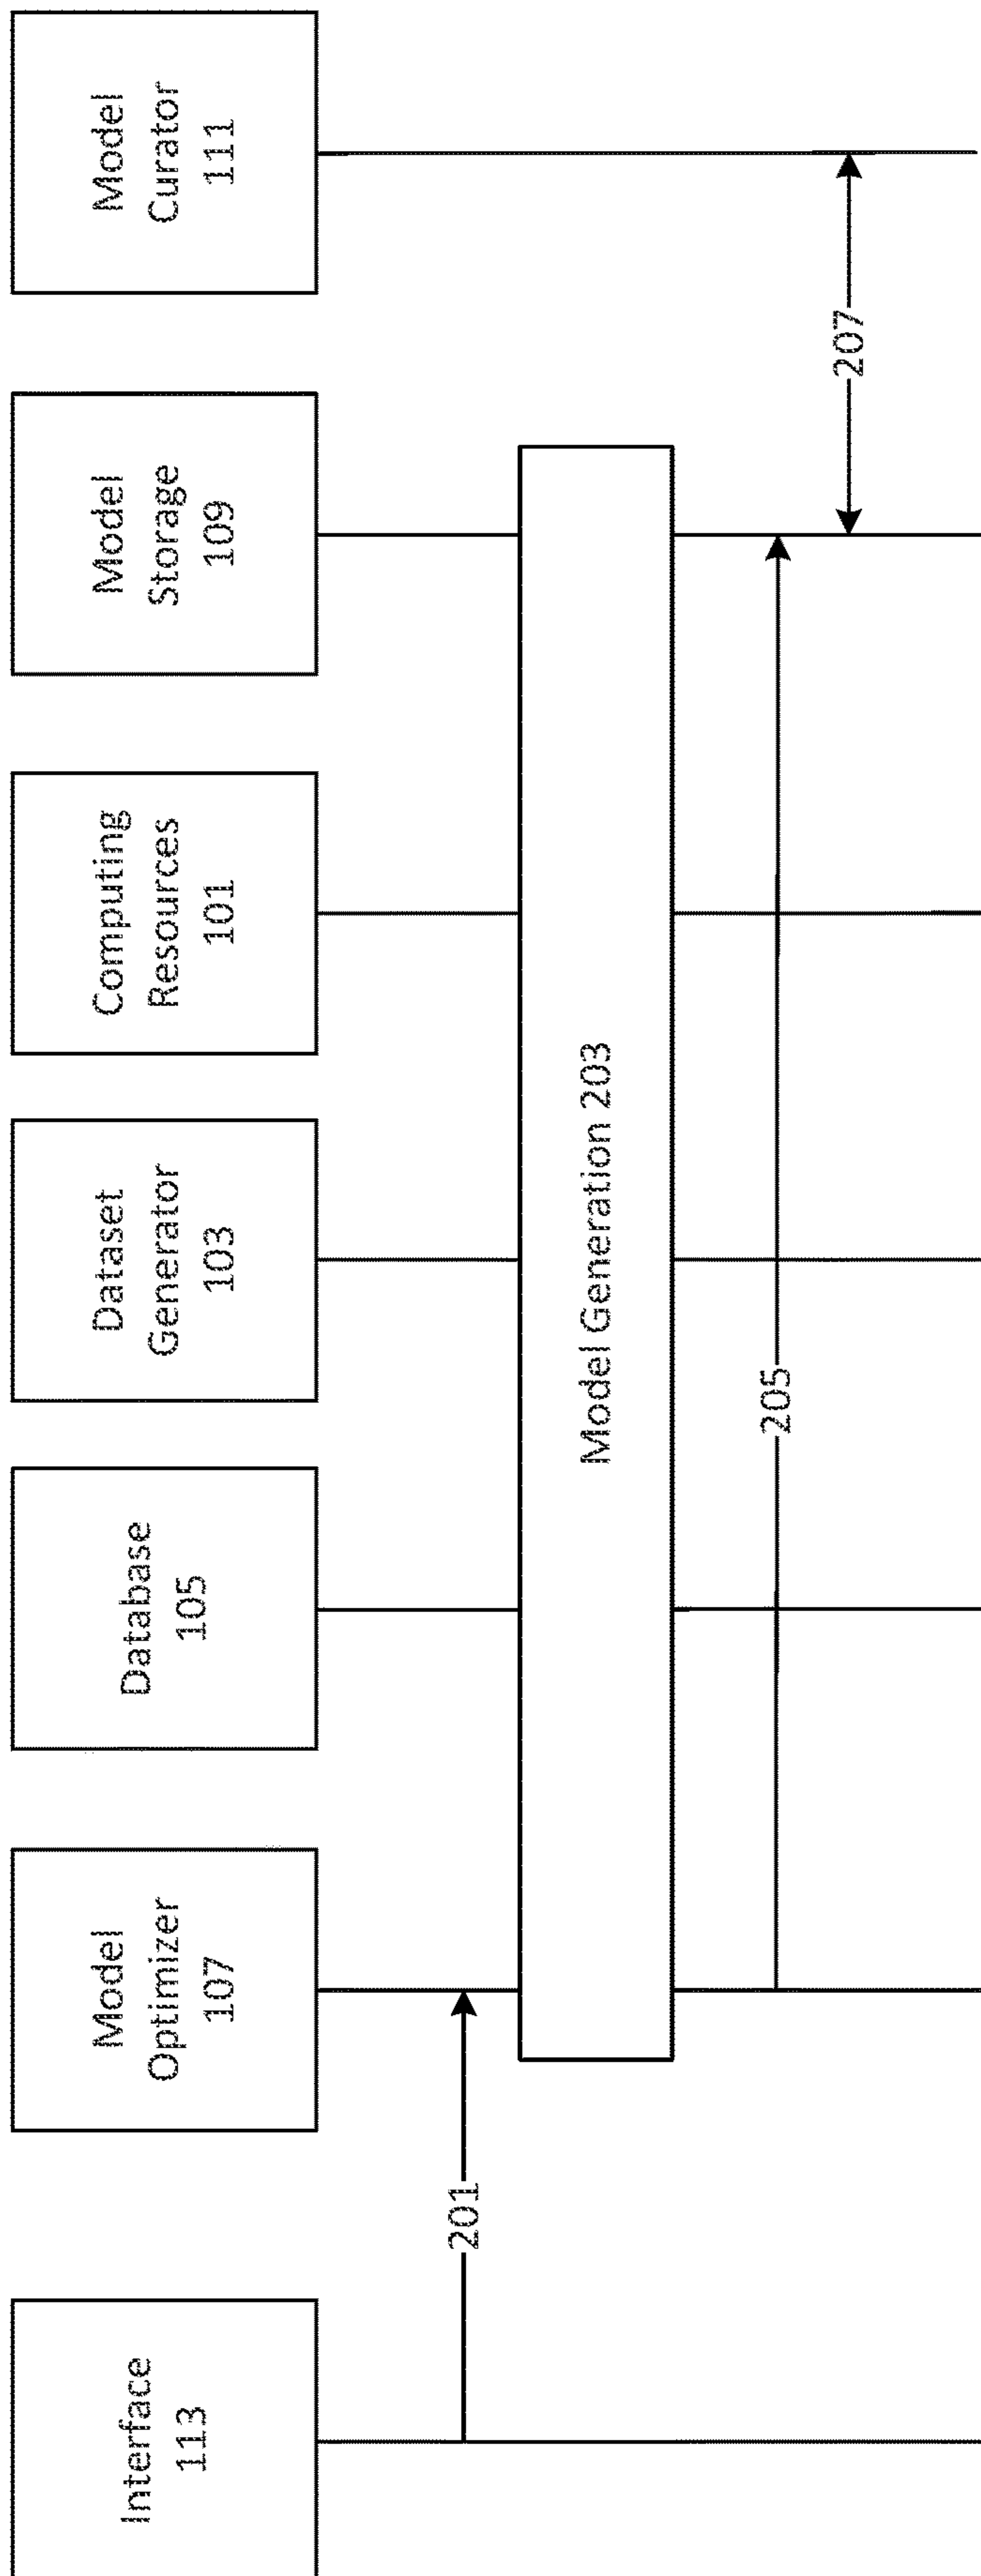 Interface
113
Model
Optimizer
107
Database
105
Dataset
Generator
103
Computing
Resources
101
Model
Storage
109
Model
Curator
111
201
Model Generation 203
205
207